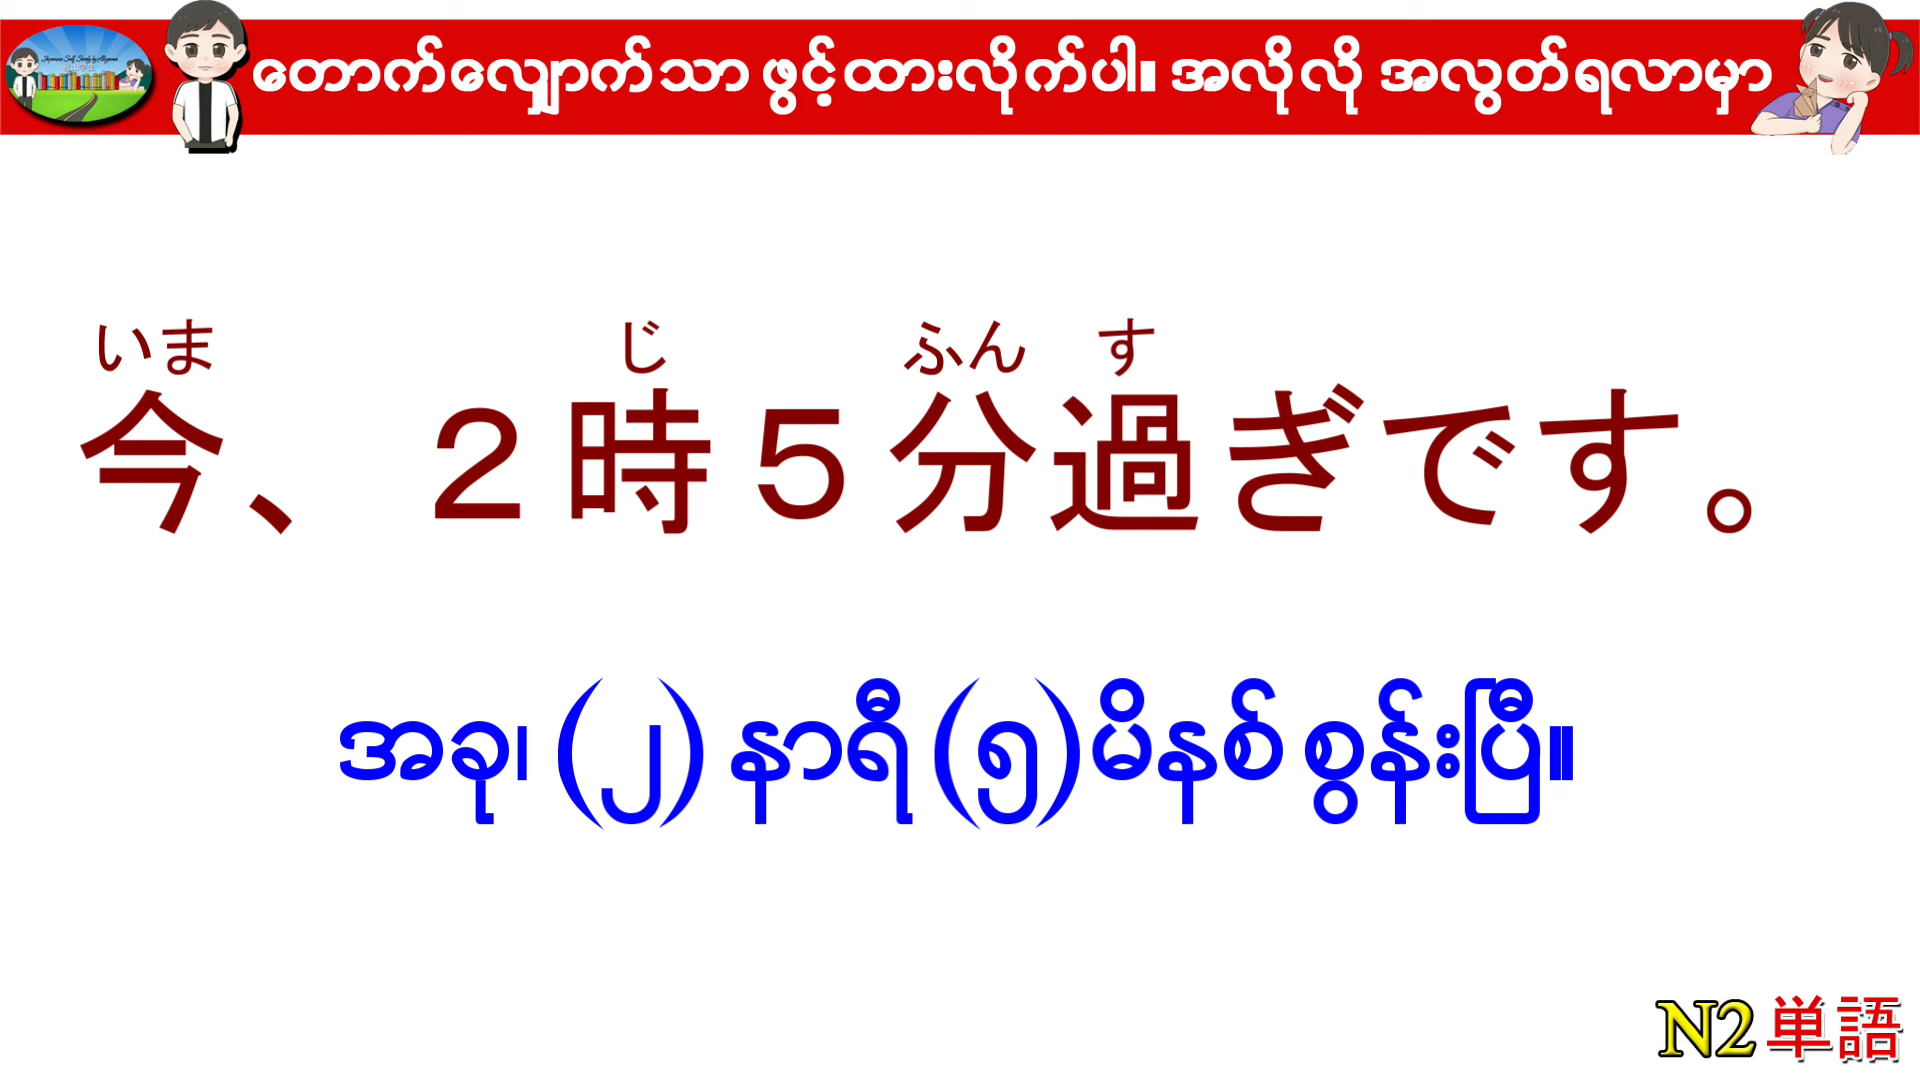 တောက်လျှောက်သာ ဖွင့်ထားလိုက်ပါ။ အလိုလို အလွတ်ရလာမှာ
いま じ ふん す
今、２時５分過ぎです。
အခု၊ (၂) နာရီ (၅) မိနစ် စွန်းပြီ။
N2 単語